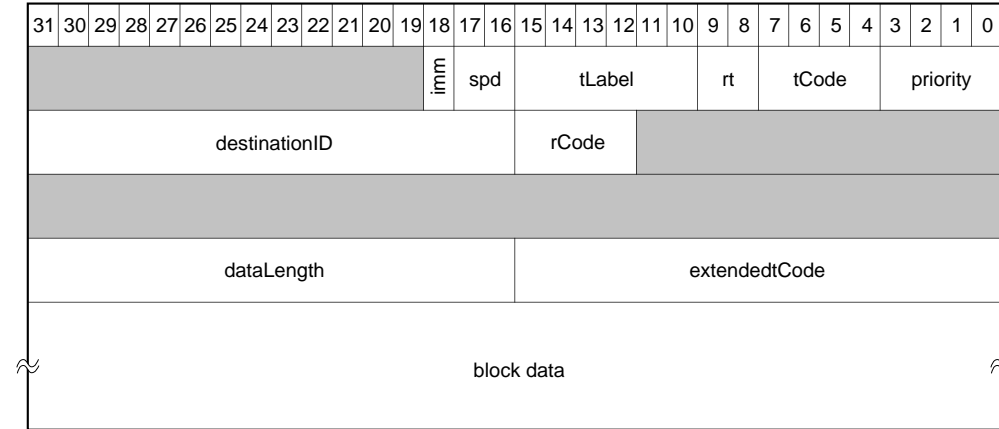 31 30 29 28 27 26 25 24 23 22 21 20 19 18 17 16 15 14 13 12 11 10 9 8 7 6 5 4 3 2 1 0
imm spd tLabel rt tCode priority
destinationID rCode
dataLength extendedtCode
block data